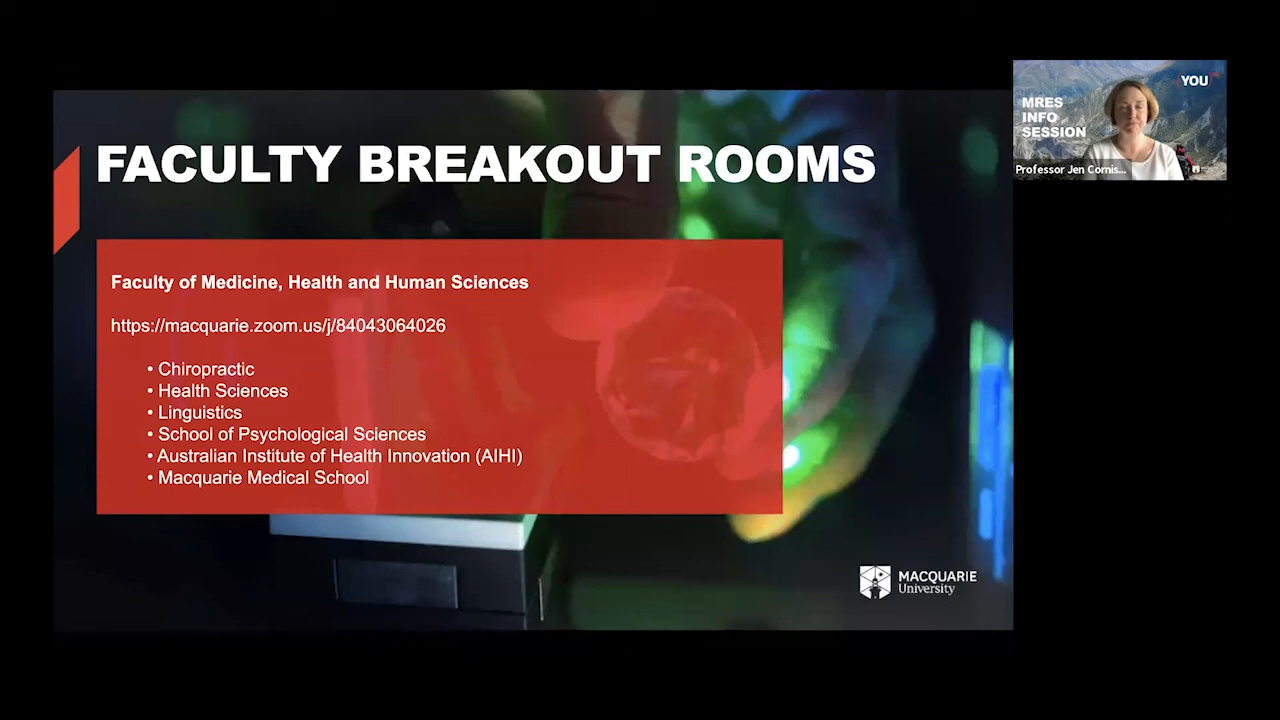 FACULTY BREAKOUT ROOMS
Faculty of Medicine, Health and Human Sciences
https://macquarie.zoom.us/j/84043064026
• Chiropractic
• Health Sciences
• Linguistics
• School of Psychological Sciences
• Australian Institute of Health Innovation (AIHI)
• Macquarie Medical School
MACQUARIE
University
YOU
MRES
INFO
SESSION
Professor Jen Cornis...